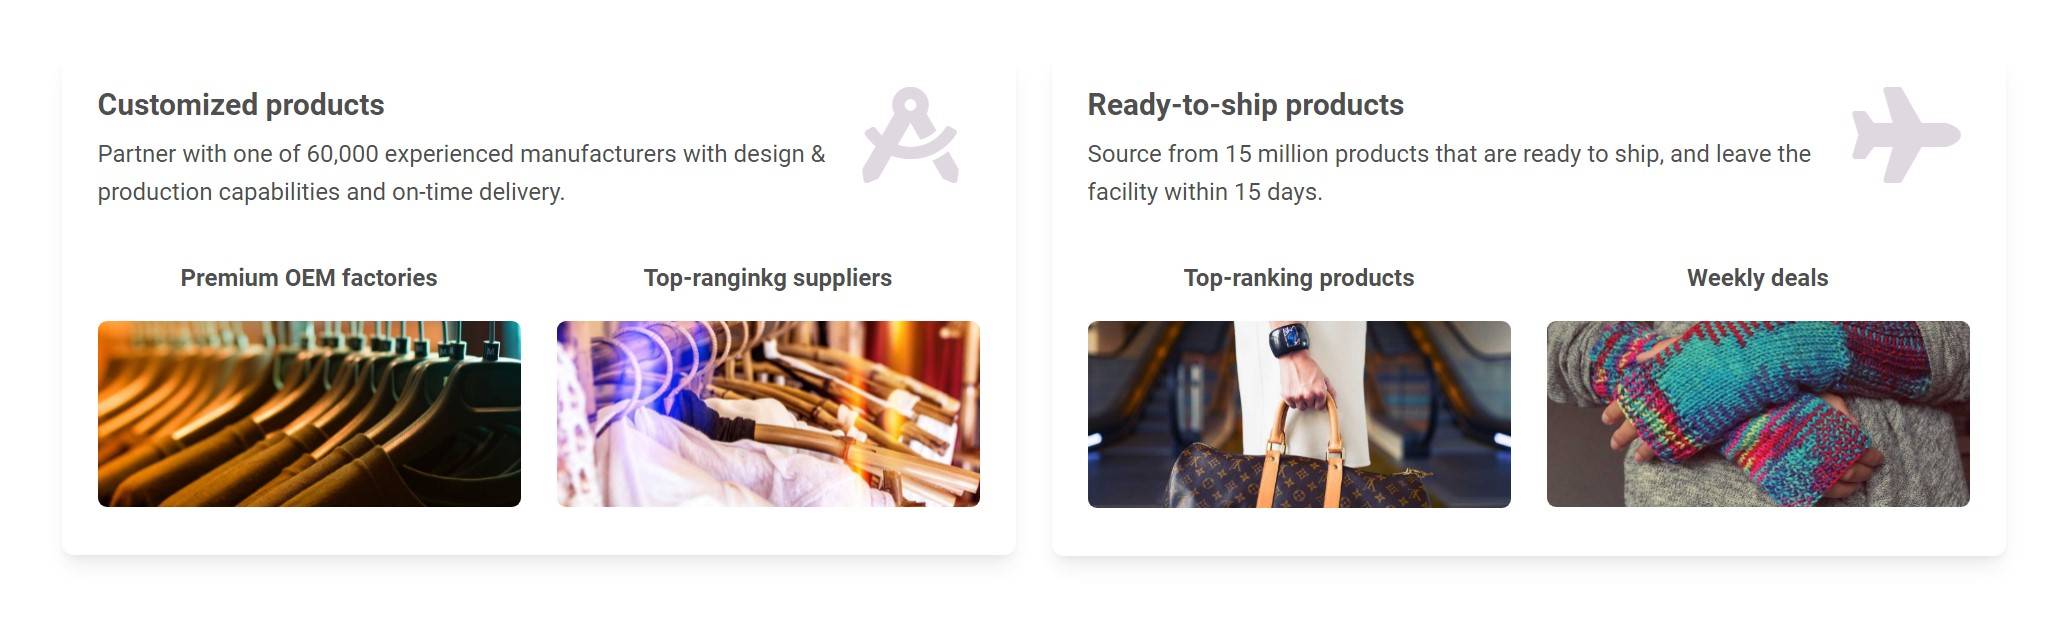 Customized products
Partner with one of 60,000 experienced manufacturers with design &
production capabilities and on-time delivery.
Premium OEM factories
Top-ranginkg suppliers
Ready-to-ship products
Source from 15 million products that are ready to ship, and leave the
facility within 15 days.
Top-ranking products
Weekly deals